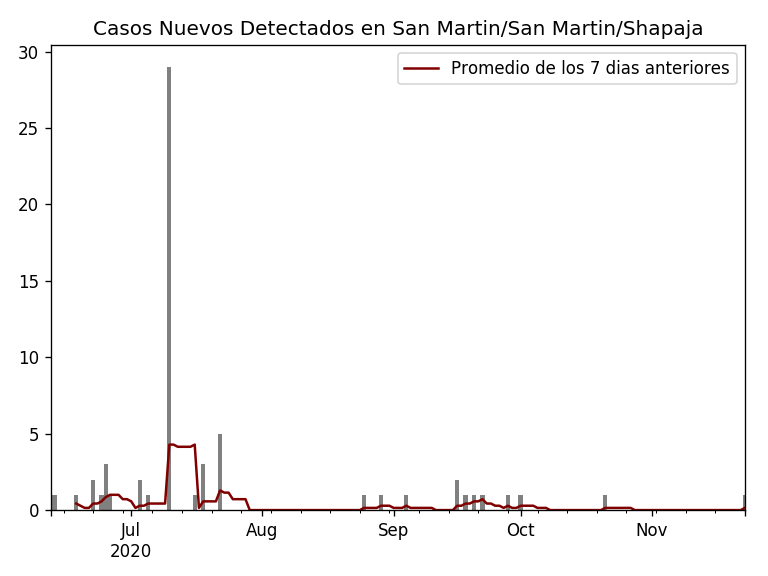 Casos Nuevos Detectados en San Martin/San Martin/Shapaja
Promedio de los 7 dias anteriores
30
25
20
15
10
5
0
Jul Aug Sep Oct Nov
2020